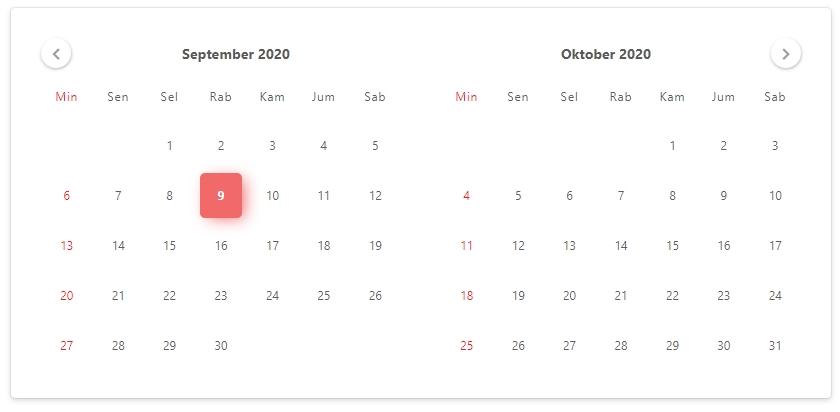 September 2020
Min Sen Sel Rab Kam Jum Sab
1 2 3 4 5
6 7 8 9 10 11 12
13 14 15 16 17 18 19
20 21 22 23 24 25 26
27 28 29 30
Oktober 2020
Min Sen Sel Rab Kam Jum Sab
1 2 3
4 5 6 7 8 9 10
11 12 13 14 15 16 17
18 19 20 21 22 23 24
25 26 27 28 29 30 31